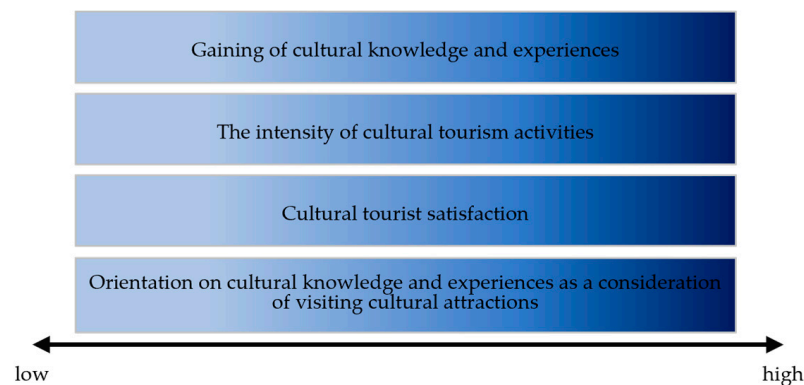 Gaining of cultural knowledge and experiences
The intensity of cultural tourism activities
Cultural tourist satisfaction
Orientation on cultural knowledge and experiences as a consideration
of visiting cultural attractions
low high